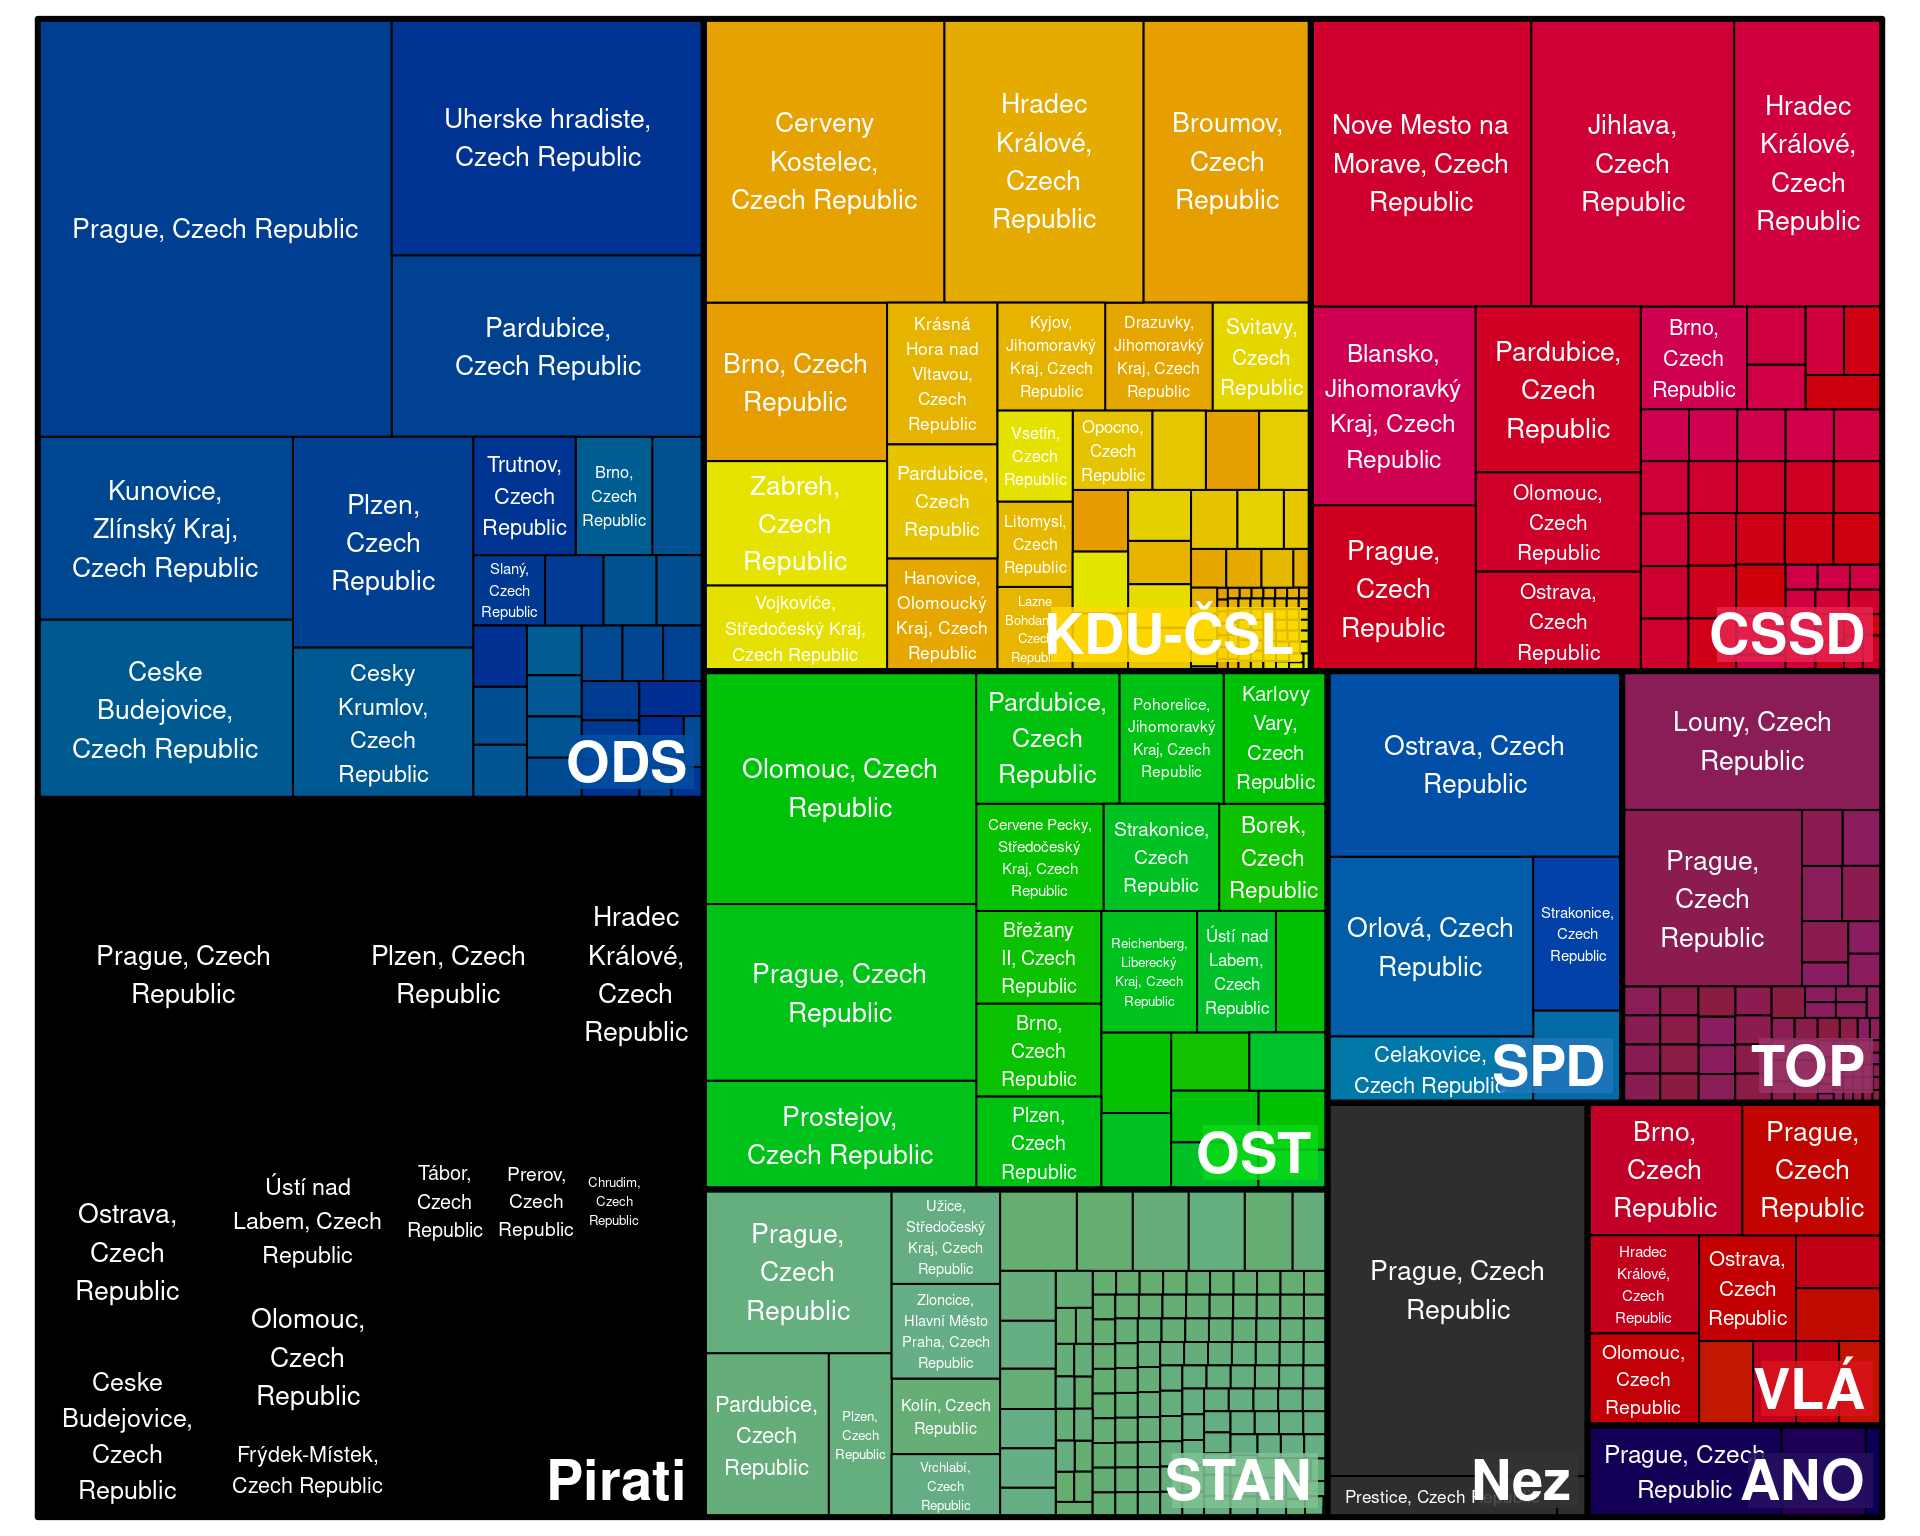 Prague, Czech Republic
Uherske hradiste,
Czech Republic
Pardubice,
Czech Republic
Kunovice,
Zlínský Kraj,
Czech Republic
Plzen,
Czech
Republic
Trutnov,
Czech
Republic
Brno,
Czech
Republic
Slaný,
Czech
Republic
Ceske
Budejovice,
Czech Republic
Cesky
Krumlov,
Czech
Republic
ODS
Cerveny
Kostelec,
Czech Republic
Hradec
Králové,
Czech
Republic
Broumov,
Czech
Republic
Brno, Czech
Republic
Krásná
Hora nad
Vltavou,
Czech
Republic
Kyjov,
Jihomoravký
Kraj, Czech
Republic
Drazuvky,
Jihomoravký
Kraj, Czech
Republic
Svitavy,
Czech
Republic
Zabreh,
Czech
Republic
Pardubice,
Czech
Republic
Vsetín,
Czech
Republic
Opocno,
Czech
Republic
Litomysl,
Czech
Republic
Vojkoviće,
Středočeský Kraj,
Czech Republic
Hanovice,
Olomoucký
Kraj, Czech
Republic
Lazne
Czech
KDU-ČSL
Nove Mesto na
Morave, Czech
Republic
Jihlava,
Czech
Republic
Hradec
Králové,
Czech
Republic
Blansko,
Jihomoravký
Kraj, Czech
Republic
Pardubice,
Czech
Republic
Brno,
Czech
Republic
Prague,
Czech
Republic
Olomouc,
Czech
Republic
Ostrava,
Czech
Republic
CSSD
Prague, Czech
Republic
Plzen, Czech
Republic
Hradec
Králové,
Czech
Republic
Ostrava,
Czech
Republic
Ústí nad
Labem, Czech
Republic
Tábor,
Czech
Republic
Prerov,
Czech
Republic
Chrudim,
Czech
Republic
Olomouc,
Czech
Republic
Ceske
Budejovice,
Czech
Republic
Frýdek-Místek,
Czech Republic
Pirati
Olomouc, Czech
Republic
Pardubice,
Czech
Republic
Pohorelice,
Jihomoravký
Kraj, Czech
Republic
Karlovy
Vary,
Czech
Republic
Cervene Pecky,
Středočeský
Kraj, Czech
Republic
Strakonice,
Czech
Republic
Borek,
Czech
Republic
Prague, Czech
Republic
Břežany
II, Czech
Republic
Reichenberg,
Liberecký
Kraj, Czech
Republic
Ústí nad
Labem,
Czech
Republic
Brno,
Czech
Republic
Prostejov,
Czech Republic
Plzen,
Czech
Republic
OST
Ostrava, Czech
Republic
Orlová, Czech
Republic
Strakonice,
Czech
Republic
Celakovice,
Czech Republic
SPD
Louny, Czech
Republic
Prague,
Czech
Republic
TOP
Prague,
Czech
Republic
Užice,
Středočeský
Kraj, Czech
Republic
Zloncice,
Hlavní Město
Praha, Czech
Republic
Pardubice,
Czech
Republic
Plzen,
Czech
Republic
Kolín, Czech
Republic
Vrchlabí,
Czech
Republic
STAN
Prague, Czech
Republic
Prestice, Czech Republic
Nez
Brno,
Czech
Republic
Prague,
Czech
Republic
Hradec
Králové,
Czech
Republic
Ostrava,
Czech
Republic
Olomouc,
Czech
Republic
VLÁ
Prague, Czech
Republic
ANO